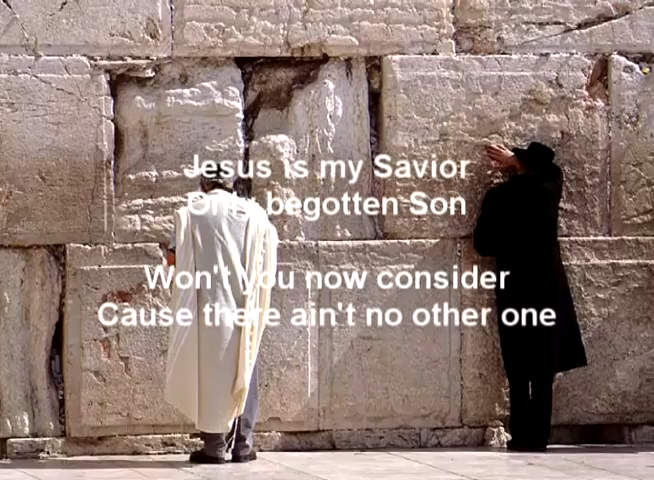 Jesus is my Savior
Only begotten Son
Won't you now consider
Cause there ain't no other one